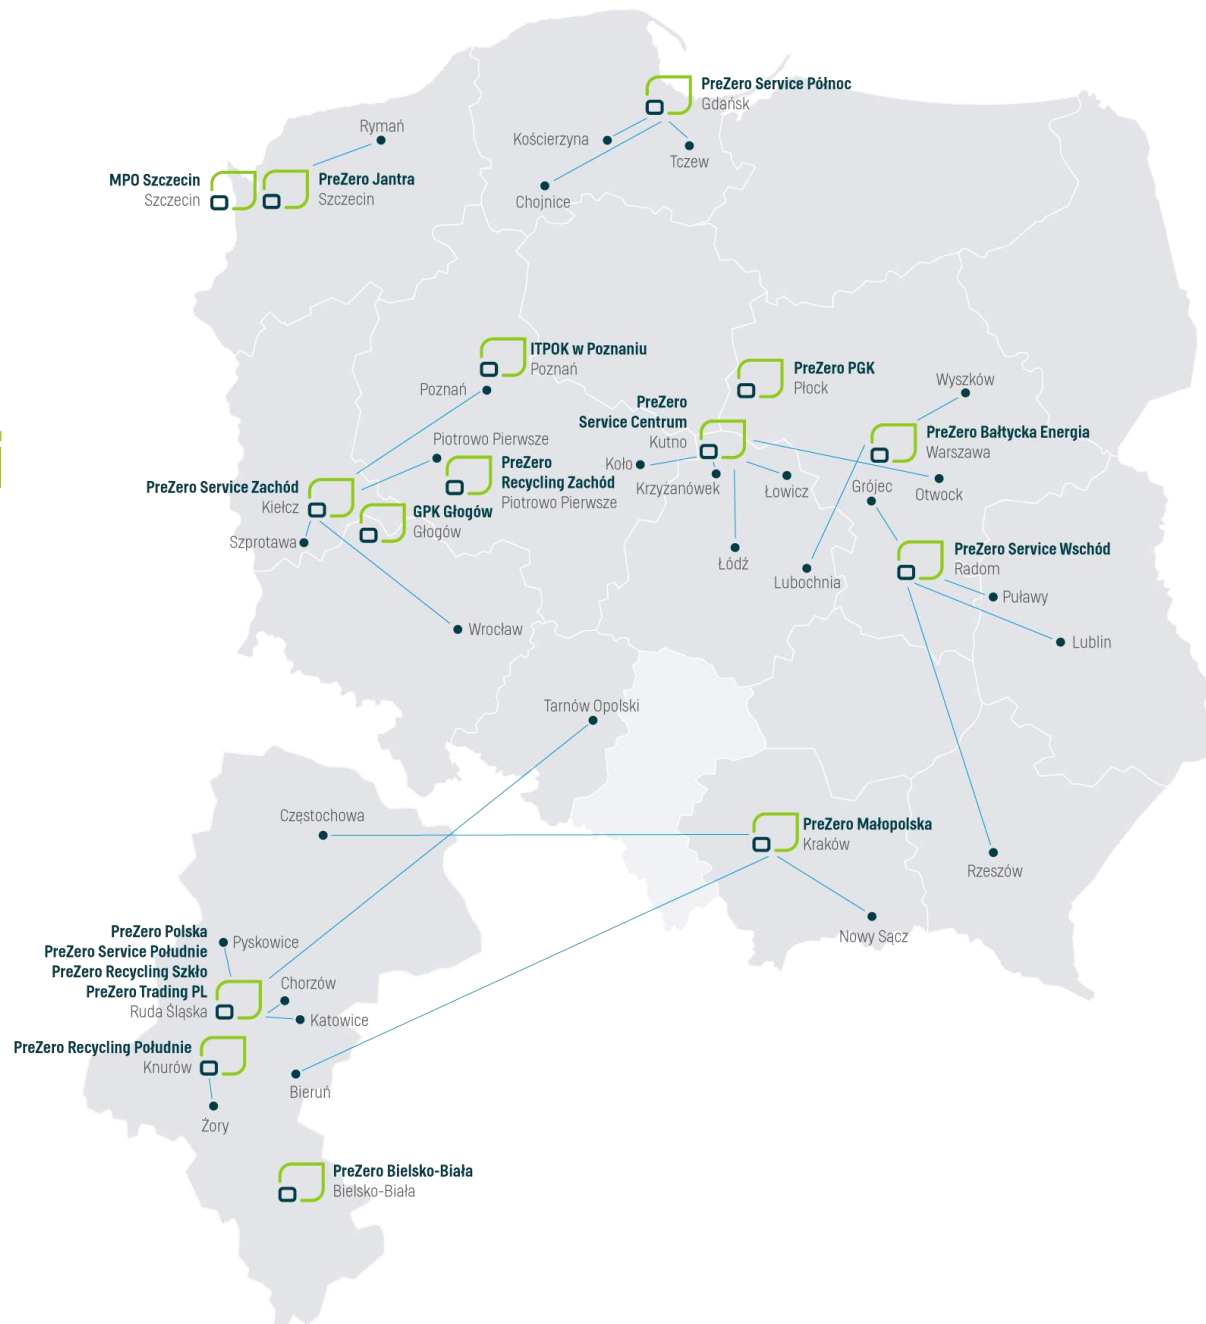 PreZero Service Północ
Gdańsk
Kościerzyna
Tczew
Chojnice
Rymań
MPO Szczecin
Szczecin
PreZero Jantra
Szczecin
ITPOK w Poznaniu
Poznań
Poznań
PreZero PGK
Płock
Wyszków
PreZero
Service Centrum
Kutno
PreZero Bałtycka Energia
Warszawa
Piotrowo Pierwsze
PreZero
Recycling Zachód
Piotrowo Pierwsze
Koło
Krzyżanówek
Łowicz
Grójec
Otwock
PreZero Service Zachód
Kiełcz
GPK Głogów
Głogów
Szprotawa
Łódź
Lubochnia
PreZero Service Wschód
Radom
Puławy
Wrocław
Lublin
Tarnów Opolski
Częstochowa
PreZero Małopolska
Kraków
Rzeszów
Nowy Sącz
PreZero Polska
PreZero Service Południe
PreZero Recycling Szkło
PreZero Trading PL
Ruda Śląska
Pyskowice
Chorzów
Katowice
PreZero Recycling Południe
Knurów
Bieruń
Żory
PreZero Bielsko-Biała
Bielsko-Biała